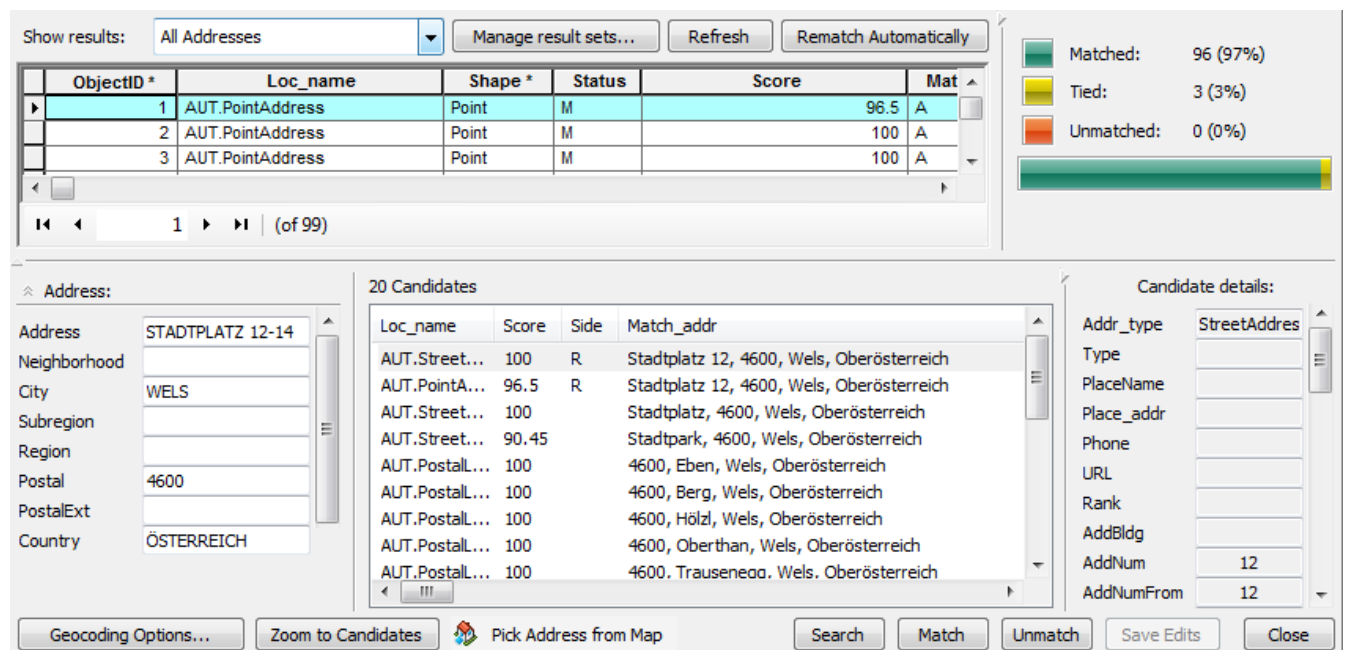 Show results: All Addresses Manage result sets... Refresh Rematch Automatically
ObjectID * Loc_name Shape * Status Score Mat
1 AUT.PointAddress Point M 96.5 A
2 AUT.PointAddress Point M 100 A
3 AUT.PointAddress Point M 100 A
1 (of 99)
Matched: 96 (97%)
Tied: 3 (3%)
Unmatched: 0 (0%)
Address:
Address STADTPLATZ 12-14
Neighborhood
City WELS
Subregion
Region
Postal 4600
PostalExt
Country ÖSTERREICH
20 Candidates
Loc_name Score Side Match_addr
AUT.Street... 100 R Stadtplatz 12, 4600, Wels, Oberösterreich
AUT.PointA... 96.5 R Stadtplatz 12, 4600, Wels, Oberösterreich
AUT.Street... 100 Stadtplatz, 4600, Wels, Oberösterreich
AUT.Street... 90.45 Stadtpark, 4600, Wels, Oberösterreich
AUT.PostalL... 100 4600, Eben, Wels, Oberösterreich
AUT.PostalL... 100 4600, Berg, Wels, Oberösterreich
AUT.PostalL... 100 4600, Hölzl, Wels, Oberösterreich
AUT.PostalL... 100 4600, Oberthan, Wels, Oberösterreich
AUT.PostalL... 100 4600, Trausenegg, Wels, Oberösterreich
Candidate details:
Addr_type StreetAddres
Type
PlaceName
Place_addr
Phone
URL
Rank
AddBldg
AddNum 12
AddNumFrom 12
Geocoding Options... Zoom to Candidates Pick Address from Map Search Match Unmatch Save Edits Close